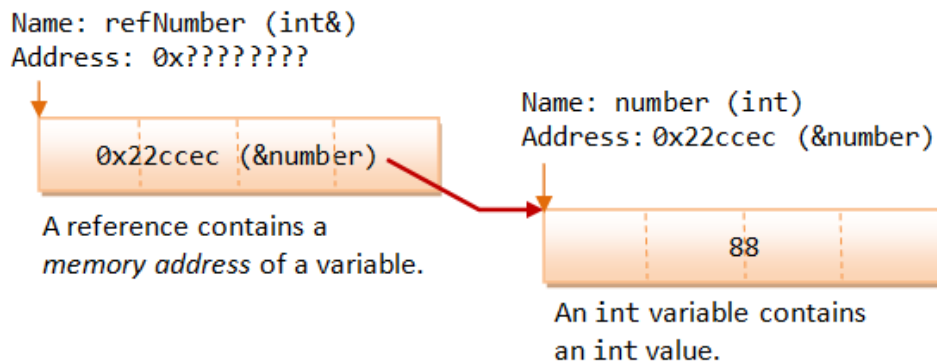 Name: refNumber (int&)
Address: 0x????????
0x22ccec (&number)
A reference contains a
memory address of a variable.
Name: number (int)
Address: 0x22ccec (&number)
88
An int variable contains
an int value.